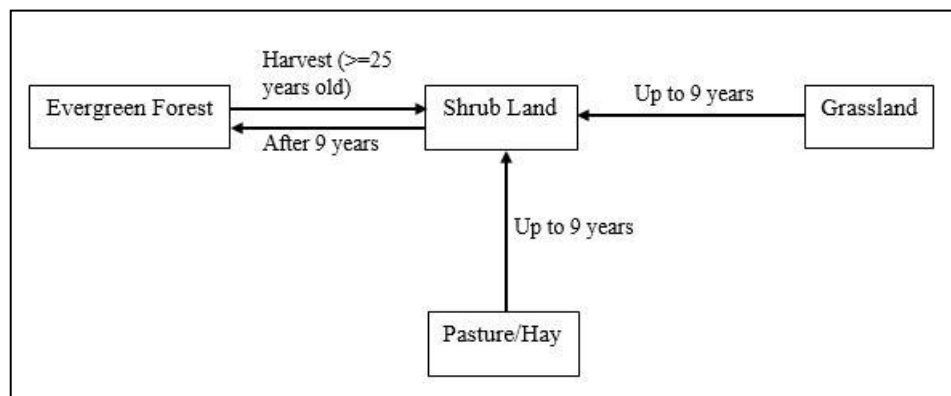 Harvest (>=25
years old)
Evergreen Forest
Shrub Land
Up to 9 years
Grassland
After 9 years
Up to 9 years
Pasture/Hay